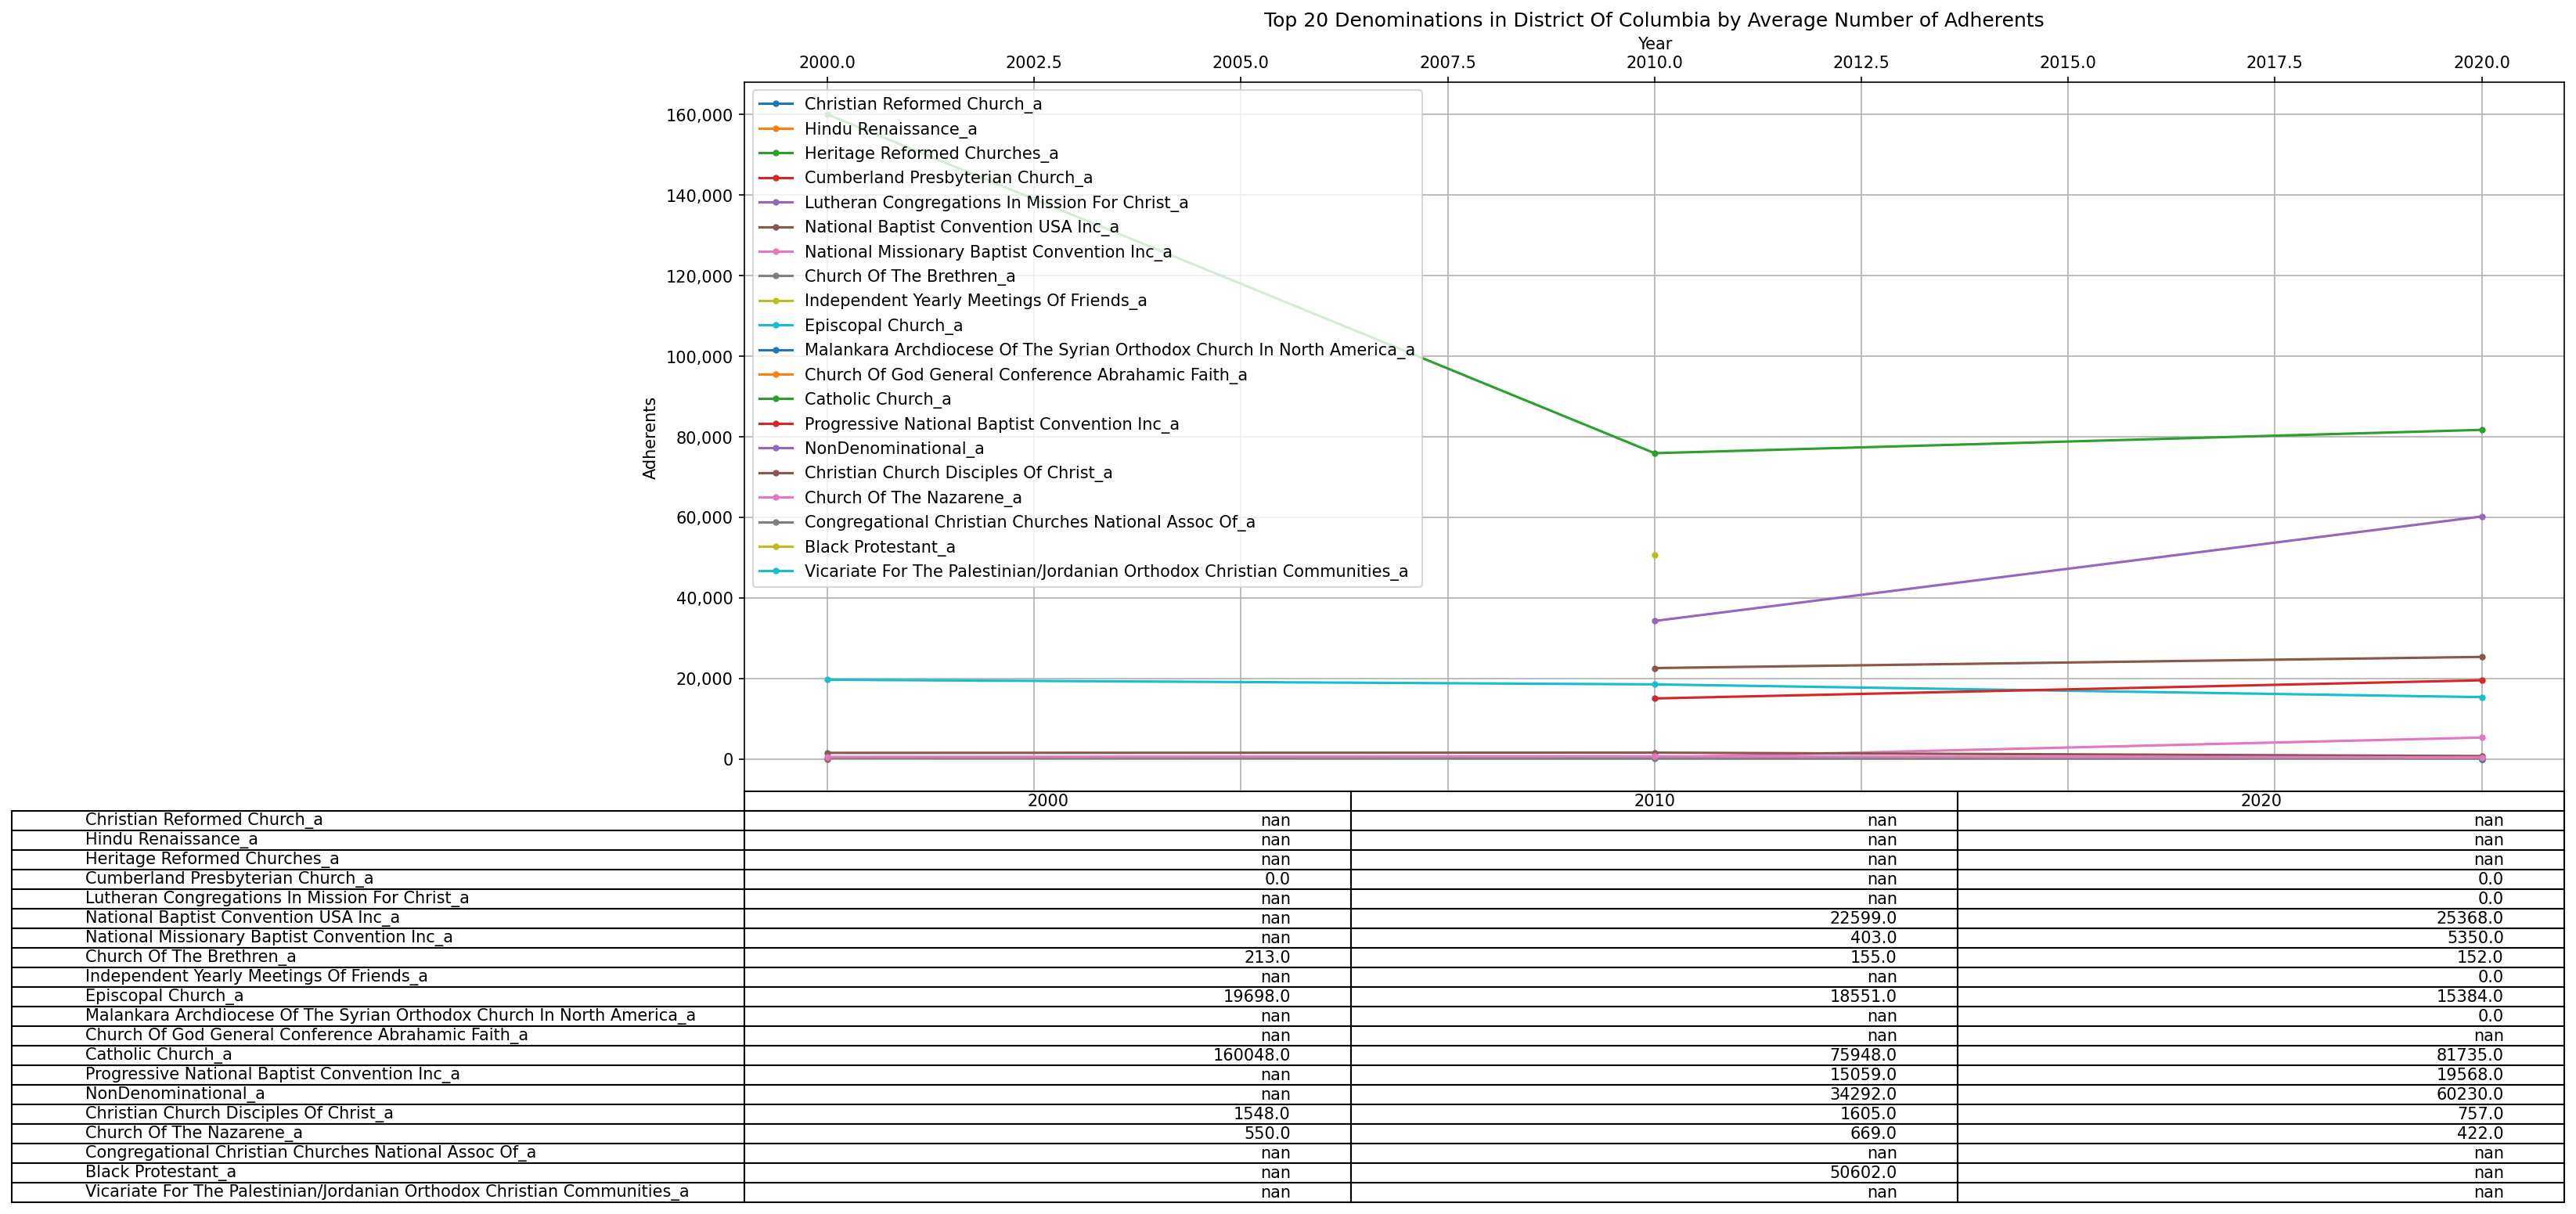 Top 20 Denominations in District Of Columbia by Average Number of Adherents
Year
2000.0 2002.5 2005.0 2007.5 2010.0 2012.5 2015.0 2017.5 2020.0
160,000
140,000
120,000
100,000
80,000
60,000
40,000
20,000
0
Adherents
Christian Reformed Church_a
Hindu Renaissance_a
Heritage Reformed Churches_a
Cumberland Presbyterian Church_a
Lutheran Congregations In Mission For Christ_a
National Baptist Convention USA Inc_a
National Missionary Baptist Convention Inc_a
Church Of The Brethren_a
Independent Yearly Meetings Of Friends_a
Episcopal Church_a
Malankara Archdiocese Of The Syrian Orthodox Church In North America_a
Church Of God General Conference Abrahamic Faith_a
Catholic Church_a
Progressive National Baptist Convention Inc_a
NonDenominational_a
Christian Church Disciples Of Christ_a
Church Of The Nazarene_a
Congregational Christian Churches National Assoc Of_a
Black Protestant_a
Vicariate For The Palestinian/Jordanian Orthodox Christian Communities_a
2000 2010 2020
Christian Reformed Church_a nan nan nan
Hindu Renaissance_a nan nan nan
Heritage Reformed Churches_a nan nan nan
Cumberland Presbyterian Church_a 0.0 nan 0.0
Lutheran Congregations In Mission For Christ_a nan nan 0.0
National Baptist Convention USA Inc_a nan 22599.0 25368.0
National Missionary Baptist Convention Inc_a nan 403.0 5350.0
Church Of The Brethren_a 213.0 155.0 152.0
Independent Yearly Meetings Of Friends_a nan nan 0.0
Episcopal Church_a 19698.0 18551.0 15384.0
Malankara Archdiocese Of The Syrian Orthodox Church In North America_a nan nan 0.0
Church Of God General Conference Abrahamic Faith_a nan nan nan
Catholic Church_a 160048.0 75948.0 81735.0
Progressive National Baptist Convention Inc_a nan 15059.0 19568.0
NonDenominational_a nan 34292.0 60230.0
Christian Church Disciples Of Christ_a 1548.0 1605.0 757.0
Church Of The Nazarene_a 550.0 669.0 422.0
Congregational Christian Churches National Assoc Of_a nan nan nan
Black Protestant_a nan 50602.0 nan
Vicariate For The Palestinian/Jordanian Orthodox Christian Communities_a nan nan nan